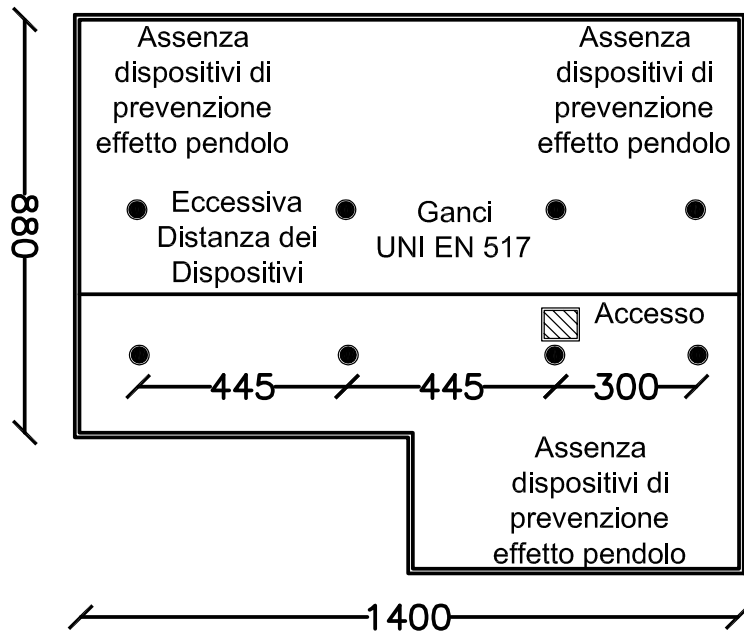 Assenza
dispositivi di
prevenzione
effetto pendolo
Assenza
dispositivi di
prevenzione
effetto pendolo
880
Eccessiva
Distanza dei
Dispositivi
Ganci
UNI EN 517
Accesso
445
445
300
Assenza
dispositivi di
prevenzione
effetto pendolo
1400